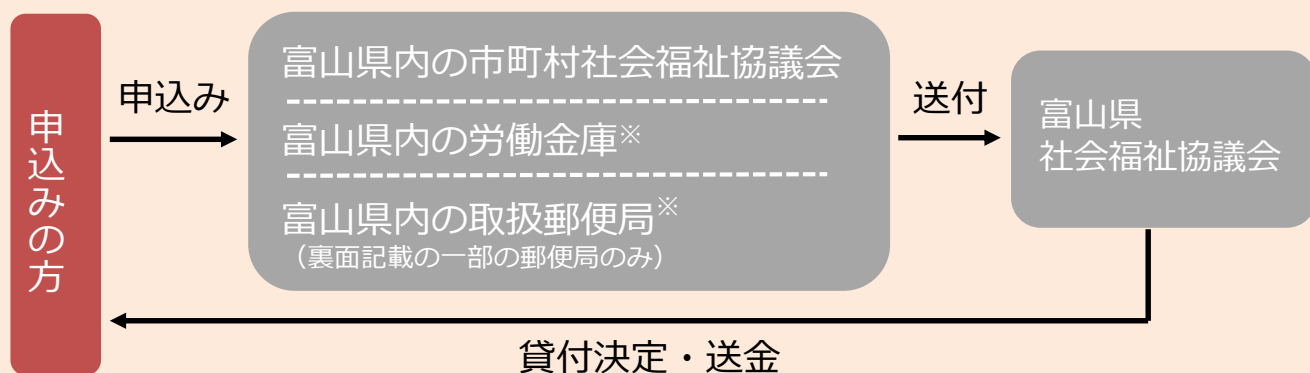 申込みの方
申込み
富山県内の市町村社会福祉協議会
富山県内の労働金庫※
富山県内の取扱郵便局※
（裏面記載の一部の郵便局のみ）
送付
富山県
社会福祉協議会
貸付決定・送金